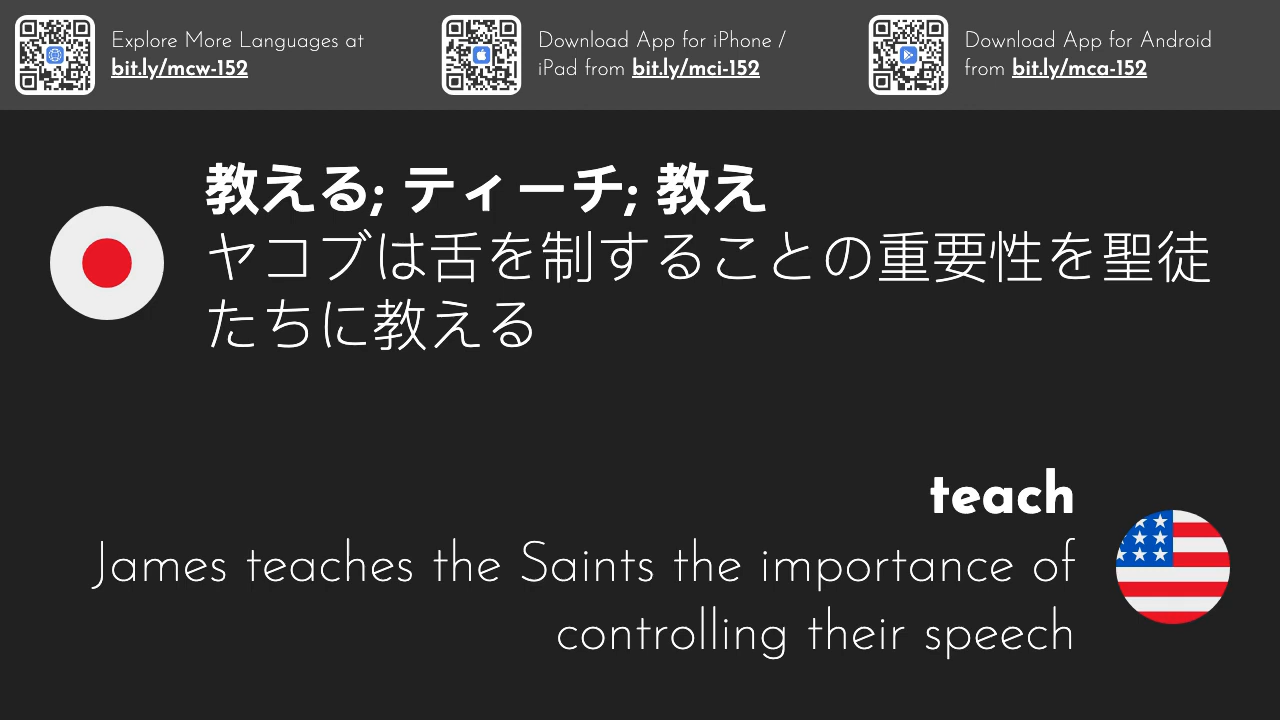 Explore More Languages at
bit.ly/mcw-152
Download App for iPhone /
iPad from bit.ly/mci-152
Download App for Android
from bit.ly/mca-152
教える; ティーチ; 教え
ヤコブは舌を制することの重要性を聖徒
たちに教える
teach
James teaches the Saints the importance of
controlling their speech